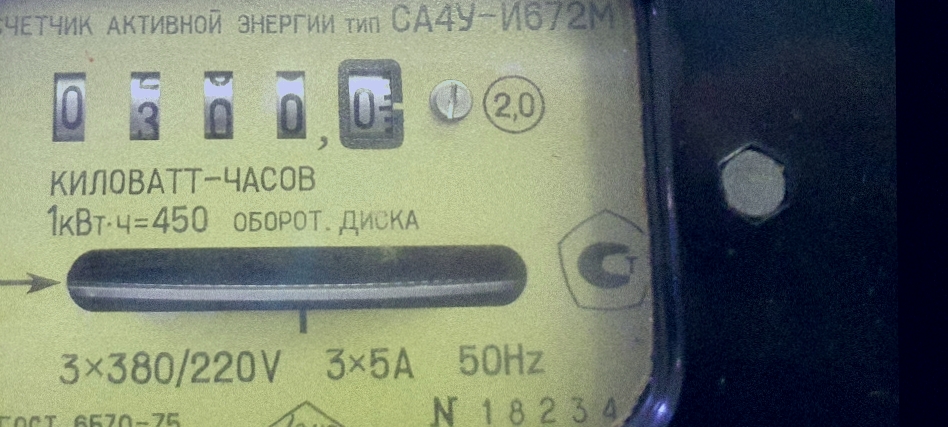 СЧЕТЧИК АКТИВНОЙ ЭНЕРГИИ ТИП СА4У-И672М
0 3 0 0 , 0
2,0
КИЛОВАТТ-ЧАСОВ
1кВт·ч=450 ОБОРОТ. ДИСКА
3×380/220V 3×5А 50Hz
ГОСТ 6570-75
N 18234